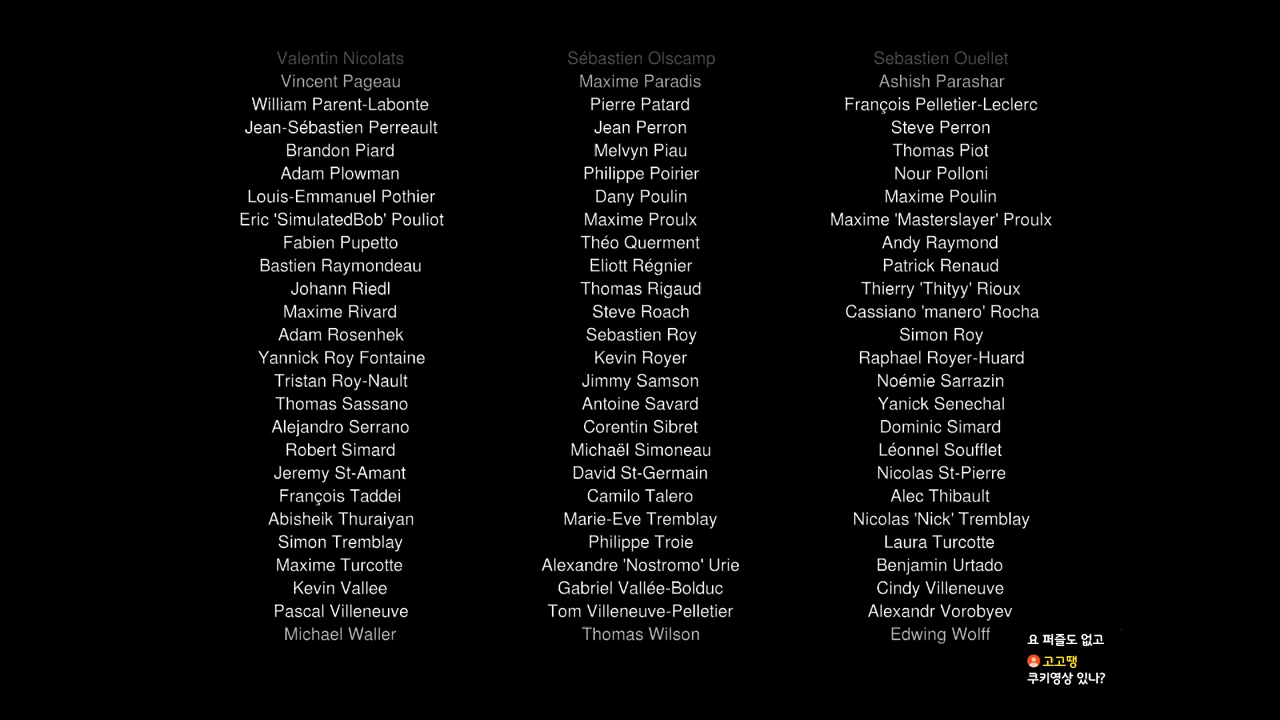 Valentin Nicolats Sébastien Olscamp Sebastien Ouellet
Vincent Pageau Maxime Paradis Ashish Parashar
William Parent-Labonte Pierre Patard François Pelletier-Leclerc
Jean-Sébastien Perreault Jean Perron Steve Perron
Brandon Piard Melvyn Piau Thomas Piot
Adam Plowman Philippe Poirier Nour Polloni
Louis-Emmanuel Pothier Dany Poulin Maxime Poulin
Eric 'SimulatedBob' Pouliot Maxime Proulx Maxime 'Masterslayer' Proulx
Fabien Pupetto Théo Querment Andy Raymond
Bastien Raymondeau Eliott Régnier Patrick Renaud
Johann Riedl Thomas Rigaud Thierry 'Thityy' Rioux
Maxime Rivard Steve Roach Cassiano 'manero' Rocha
Adam Rosenhek Sebastien Roy Simon Roy
Yannick Roy Fontaine Kevin Royer Raphael Royer-Huard
Tristan Roy-Nault Jimmy Samson Noémie Sarrazin
Thomas Sassano Antoine Savard Yanick Senechal
Alejandro Serrano Corentin Sibret Dominic Simard
Robert Simard Michaël Simoneau Léonnel Soufflet
Jeremy St-Amant David St-Germain Nicolas St-Pierre
François Taddei Camilo Talero Alec Thibault
Abisheik Thuraiyan Marie-Eve Tremblay Nicolas 'Nick' Tremblay
Simon Tremblay Philippe Troie Laura Turcotte
Maxime Turcotte Alexandre 'Nostromo' Urie Benjamin Urtado
Kevin Vallee Gabriel Vallée-Bolduc Cindy Villeneuve
Pascal Villeneuve Tom Villeneuve-Pelletier Alexandr Vorobyev
Michael Waller Thomas Wilson Edwing Wolff
요 퍼즐도 없고
고고땡
쿠키영상 있나?